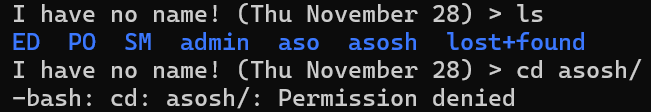 I have no name! (Thu November 28) > ls
ED  PO  SM  admin  aso  asosh  lost+found
I have no name! (Thu November 28) > cd asosh/
-bash: cd: asosh/: Permission denied